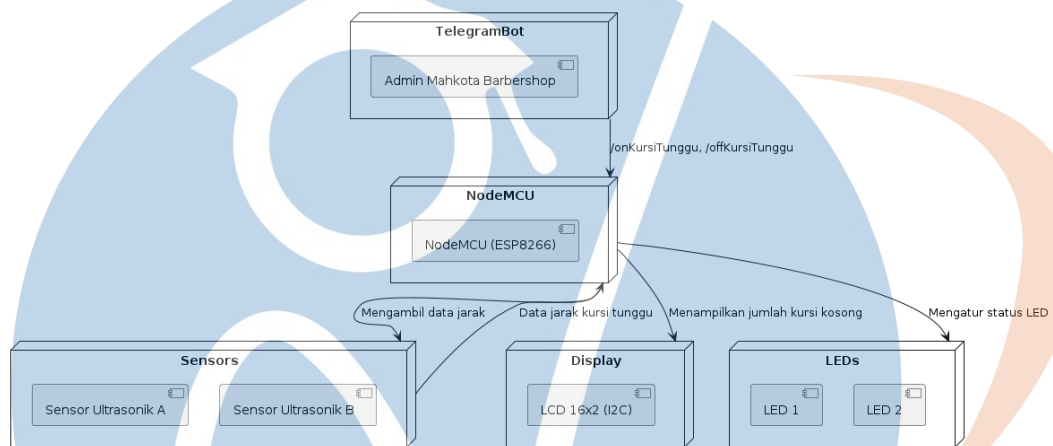 TelegramBot
Admin Mahkota Barbershop
/onKursiTunggu, /offKursiTunggu
NodeMCU
NodeMCU (ESP8266)
Mengambil data jarak
Data jarak kursi tunggu
Menampilkan jumlah kursi kosong
Mengatur status LED
Sensors
Sensor Ultrasonik A
Sensor Ultrasonik B
Display
LCD 16x2 (I2C)
LEDs
LED 1
LED 2